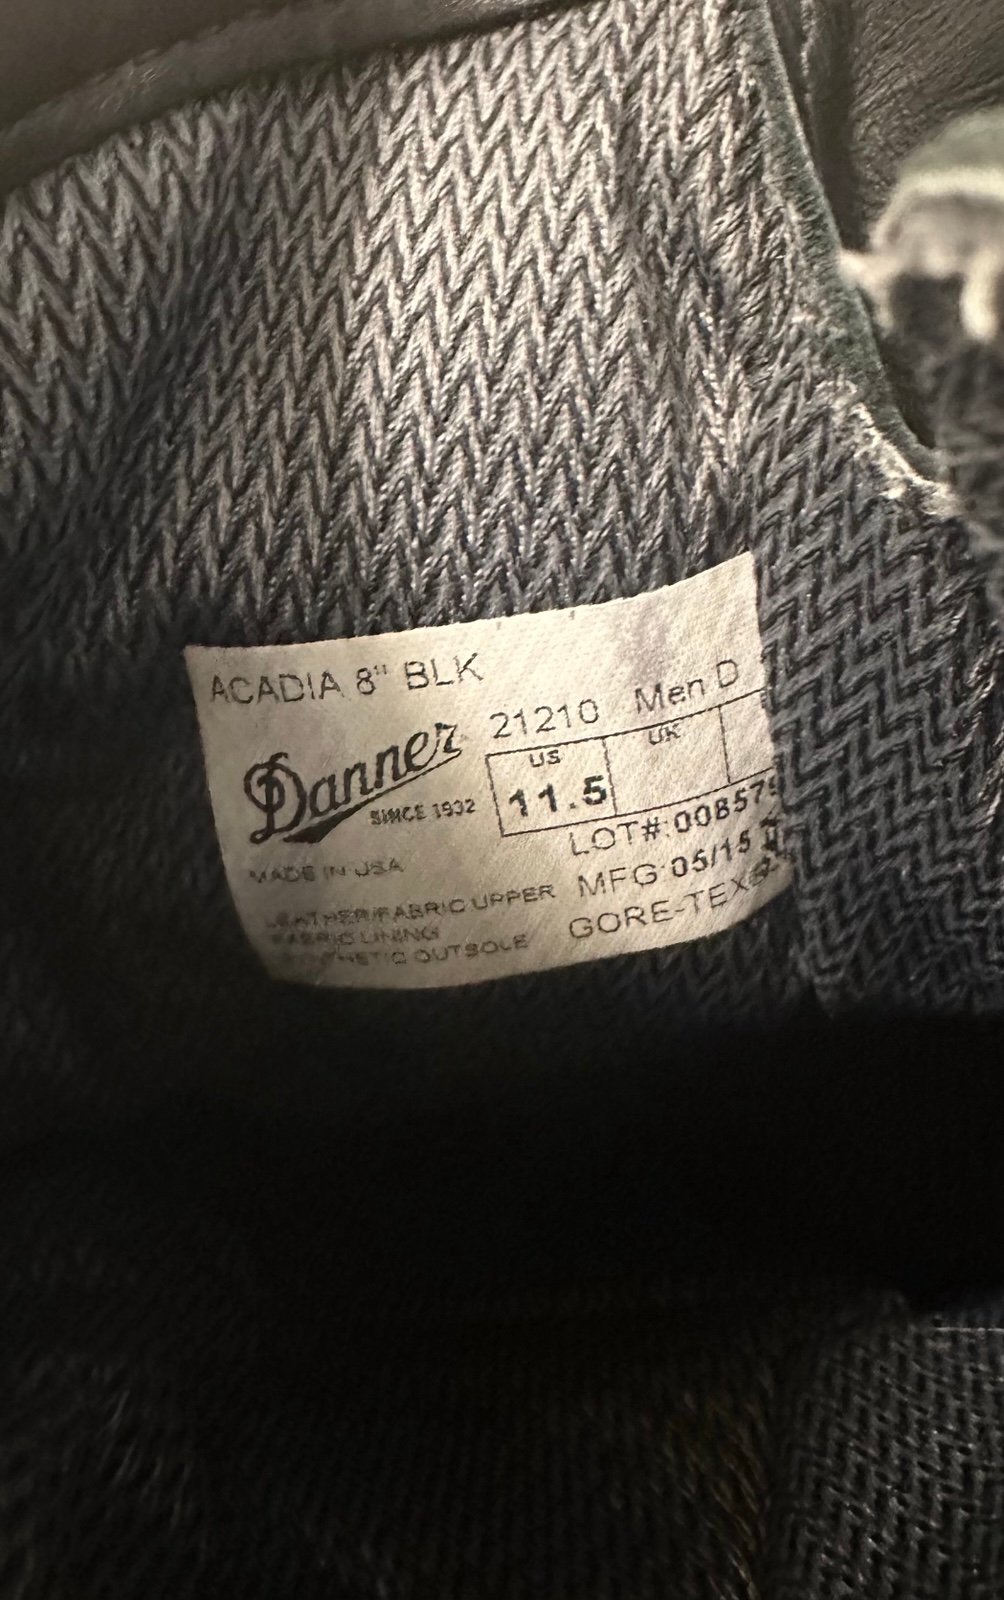 ACADIA 8" BLK
21210 Men D
Danner
SINCE 1932
US UK
11.5
LOT#:008579
MADE IN USA
MFG:05/15
LEATHER/FABRIC UPPER
FABRIC LINING
SYNTHETIC OUTSOLE
GORE-TEX®